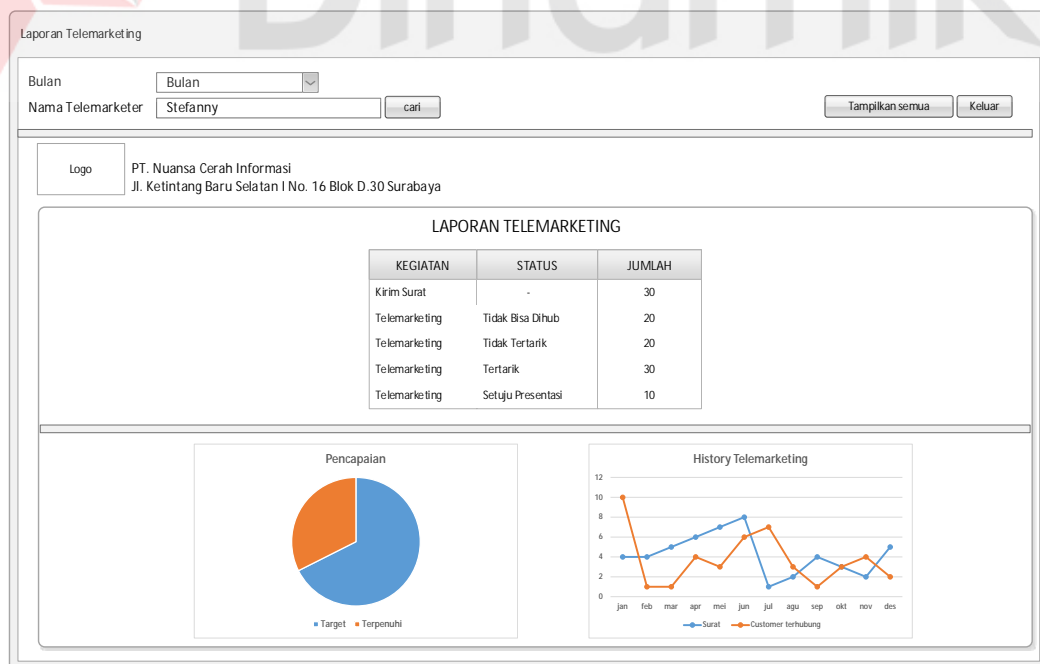 Dinamik
Laporan Telemarketing
Bulan Bulan
Nama Telemarketer Stefanny cari Tampilkan semua Keluar
Logo
PT. Nuansa Cerah Informasi
Jl. Ketintang Baru Selatan I No. 16 Blok D.30 Surabaya
LAPORAN TELEMARKETING
KEGIATAN STATUS JUMLAH
Kirim Surat - 30
Telemarketing Tidak Bisa Dihub 20
Telemarketing Tidak Tertarik 20
Telemarketing Tertarik 30
Telemarketing Setuju Presentasi 10
Pencapaian
Target Terpenuhi
History Telemarketing
12
10
8
6
4
2
0
jan feb mar apr mei jun jul agu sep okt nov des
Surat Customer terhubung